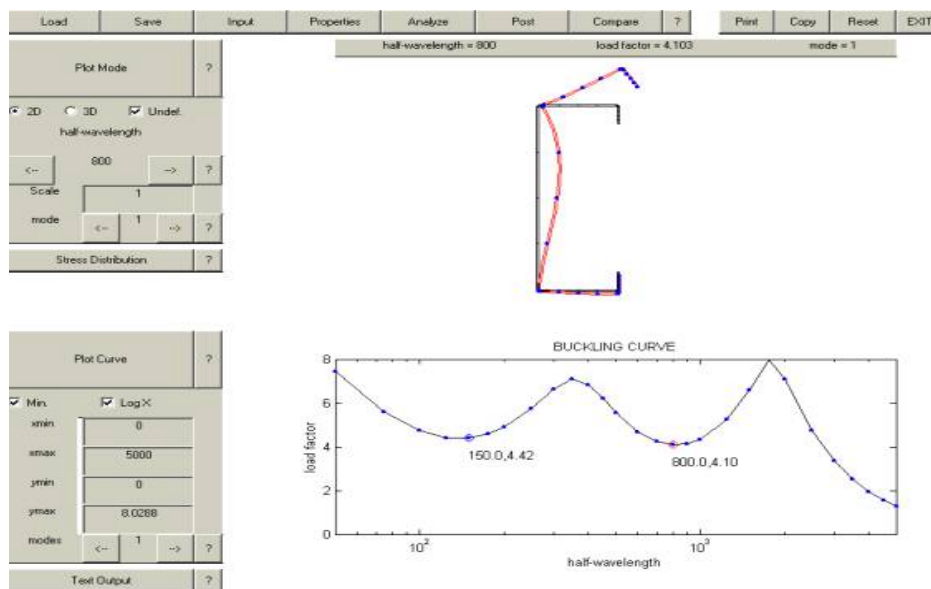 Load Save Input Properties Analyze Post Compare ? Print Copy Reset EXIT
half-wavelength = 800 load factor = 4.103 mode = 1
Plot Mode ?
2D 3D Undef.
half-wavelength
<-- 800 --> ?
Scale 1
mode <-- 1 --> ?
Stress Distribution ?
Plot Curve ?
Min. Log X
xmin 0
xmax 5000
ymin 0
ymax 8.0288
modes <-- 1 --> ?
Text Output ?
BUCKLING CURVE
load factor
8
6
4
2
0
150.0,4.42
800.0,4.10
10² 10³
half-wavelength